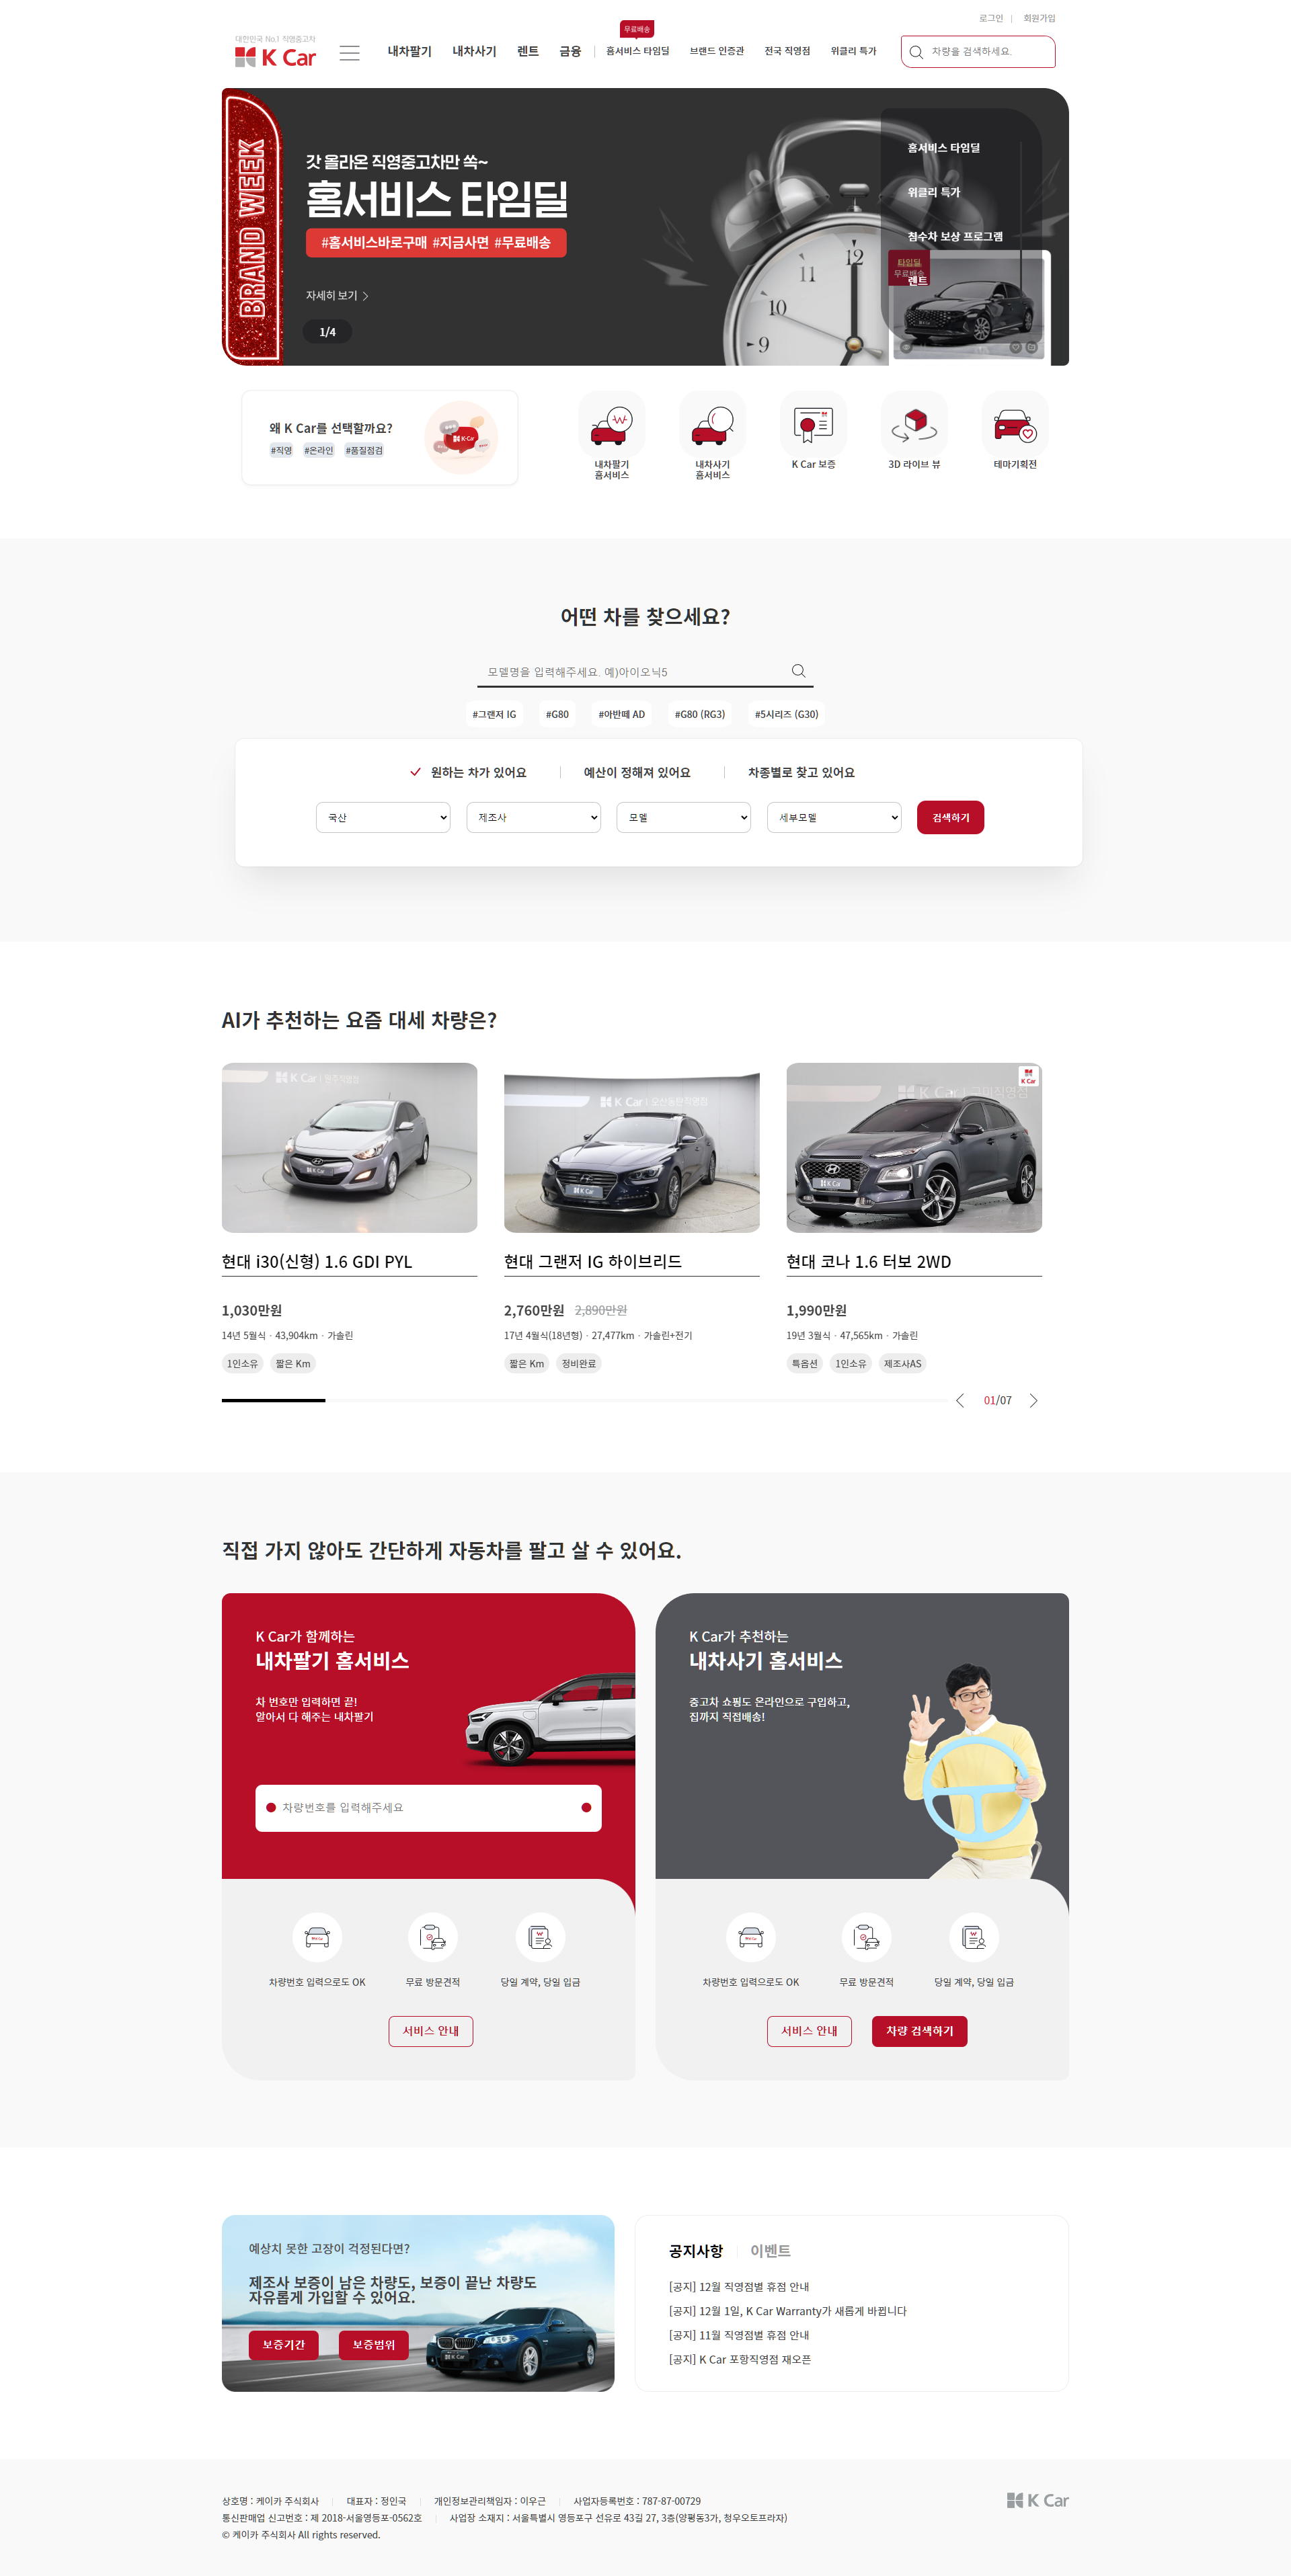 로그인
회원가입
대한민국 No.1 직영중고차
K Car
내차팔기
내차사기
렌트
금융
무료배송
홈서비스 타임딜
브랜드 인증관
전국 직영점
위클리 특가
차량을 검색하세요.
BRAND WEEK
갓 올라온 직영중고차만 쏙~
홈서비스 타임딜
#홈서비스바로구매 #지금사면 #무료배송
자세히 보기
1/4
11
12
1
10
2
9
홈서비스 타임딜
위클리 특가
침수차 보상 프로그램
렌트
타임딜
무료배송
왜 K Car를 선택할까요?
#직영
#온라인
#품질점검
K Car
내차팔기
홈서비스
내차사기
홈서비스
K Car 보증
3D 라이브 뷰
테마기획전
어떤 차를 찾으세요?
모델명을 입력해주세요. 예)아이오닉5
#그랜저 IG
#G80
#아반떼 AD
#G80 (RG3)
#5시리즈 (G30)
원하는 차가 있어요
예산이 정해져 있어요
차종별로 찾고 있어요
국산
제조사
모델
세부모델
검색하기
AI가 추천하는 요즘 대세 차량은?
K Car
K Car
K Car
K Car
K Car
K Car
K Car
현대 i30(신형) 1.6 GDI PYL
1,030만원
14년 5월식 · 43,904km · 가솔린
1인소유
짧은 Km
현대 그랜저 IG 하이브리드
2,760만원
2,890만원
17년 4월식(18년형) · 27,477km · 가솔린+전기
짧은 Km
정비완료
현대 코나 1.6 터보 2WD
1,990만원
19년 3월식 · 47,565km · 가솔린
특옵션
1인소유
제조사AS
01/07
직접 가지 않아도 간단하게 자동차를 팔고 살 수 있어요.
K Car가 함께하는
내차팔기 홈서비스
차 번호만 입력하면 끝!
알아서 다 해주는 내차팔기
차량번호를 입력해주세요
차량번호 입력으로도 OK
무료 방문견적
당일 계약, 당일 입금
서비스 안내
K Car가 추천하는
내차사기 홈서비스
중고차 쇼핑도 온라인으로 구입하고,
집까지 직접배송!
차량번호 입력으로도 OK
무료 방문견적
당일 계약, 당일 입금
서비스 안내
차량 검색하기
예상치 못한 고장이 걱정된다면?
제조사 보증이 남은 차량도, 보증이 끝난 차량도
자유롭게 가입할 수 있어요.
보증기간
보증범위
K Car
공지사항
이벤트
[공지] 12월 직영점별 휴점 안내
[공지] 12월 1일, K Car Warranty가 새롭게 바뀝니다
[공지] 11월 직영점별 휴점 안내
[공지] K Car 포항직영점 재오픈
상호명 : 케이카 주식회사
대표자 : 정인국
개인정보관리책임자 : 이우근
사업자등록번호 : 787-87-00729
통신판매업 신고번호 : 제 2018-서울영등포-0562호
사업장 소재지 : 서울특별시 영등포구 선유로 43길 27, 3층(양평동3가, 청우오토프라자)
© 케이카 주식회사 All rights reserved.
K Car